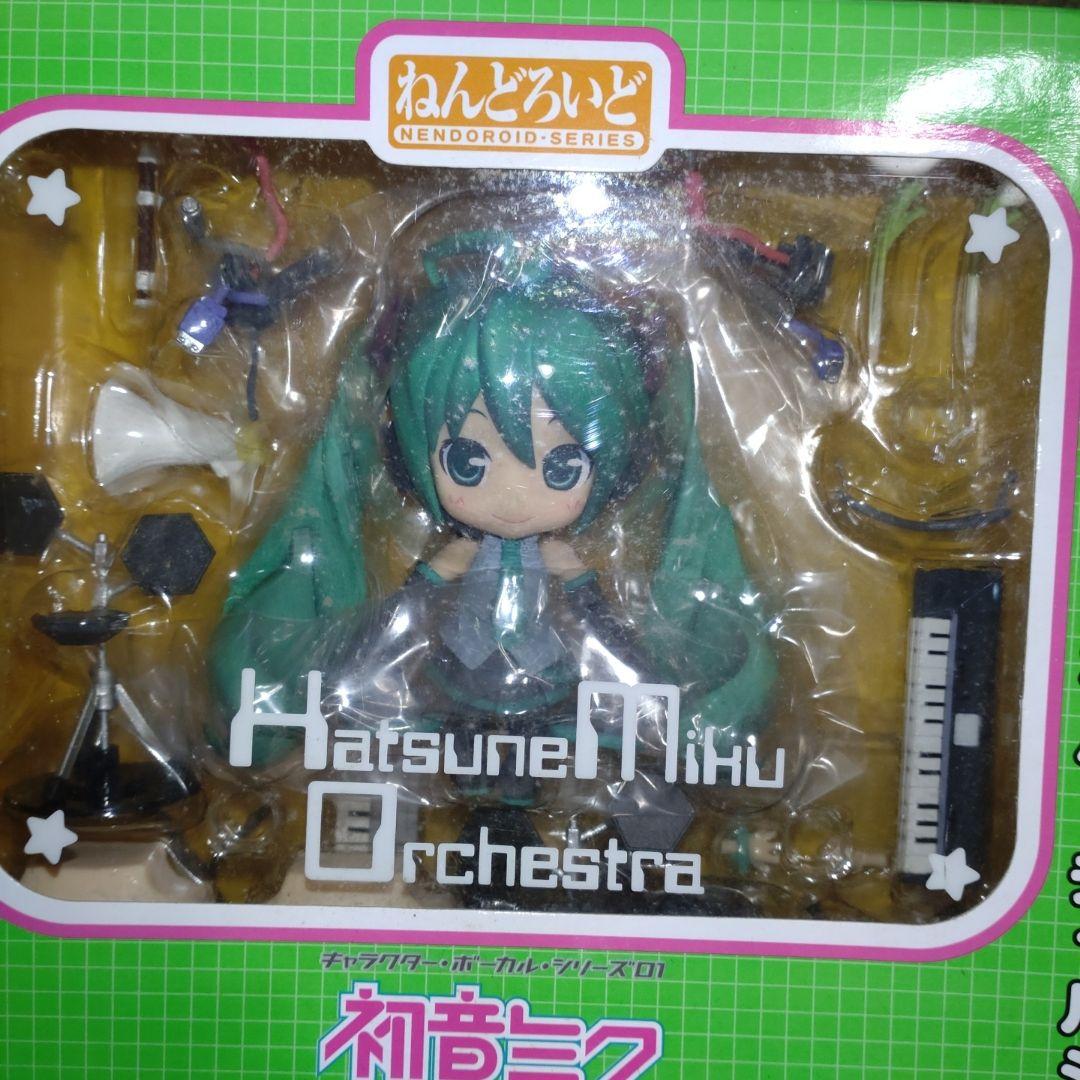 ねんどろいど
NENDOROID·SERIES
HatsuneMiku
Orchestra
キャラクター・ボーカル・シリーズ01
初音ミク